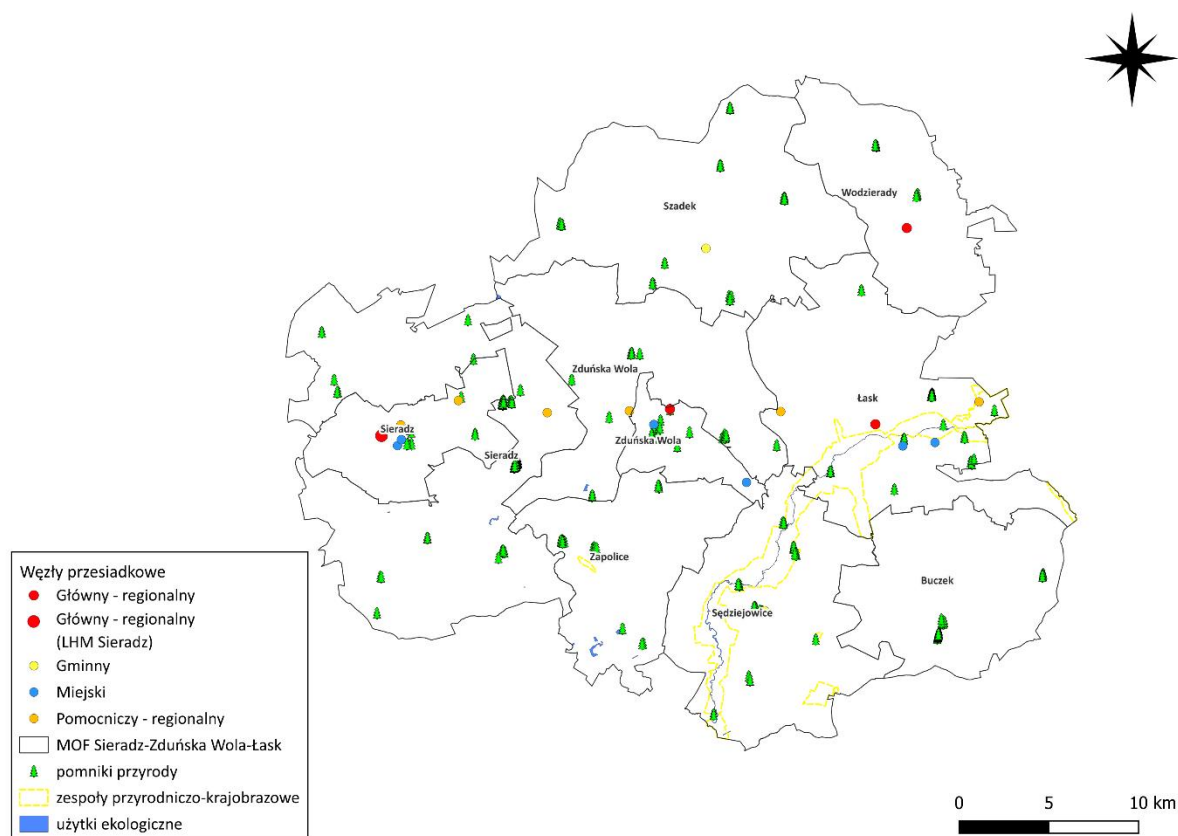 Wodzierady
Szadek
Zduńska Wola
Łask
Sieradz
Zduńska Wola
Sieradz
Zapolice
Buczek
Sędziejowice
Węzły przesiadkowe
Główny - regionalny
Główny - regionalny
(LHM Sieradz)
Gminny
Miejski
Pomocniczy - regionalny
MOF Sieradz-Zduńska Wola-Łask
pomniki przyrody
zespoły przyrodniczo-krajobrazowe
użytki ekologiczne
0 5 10 km